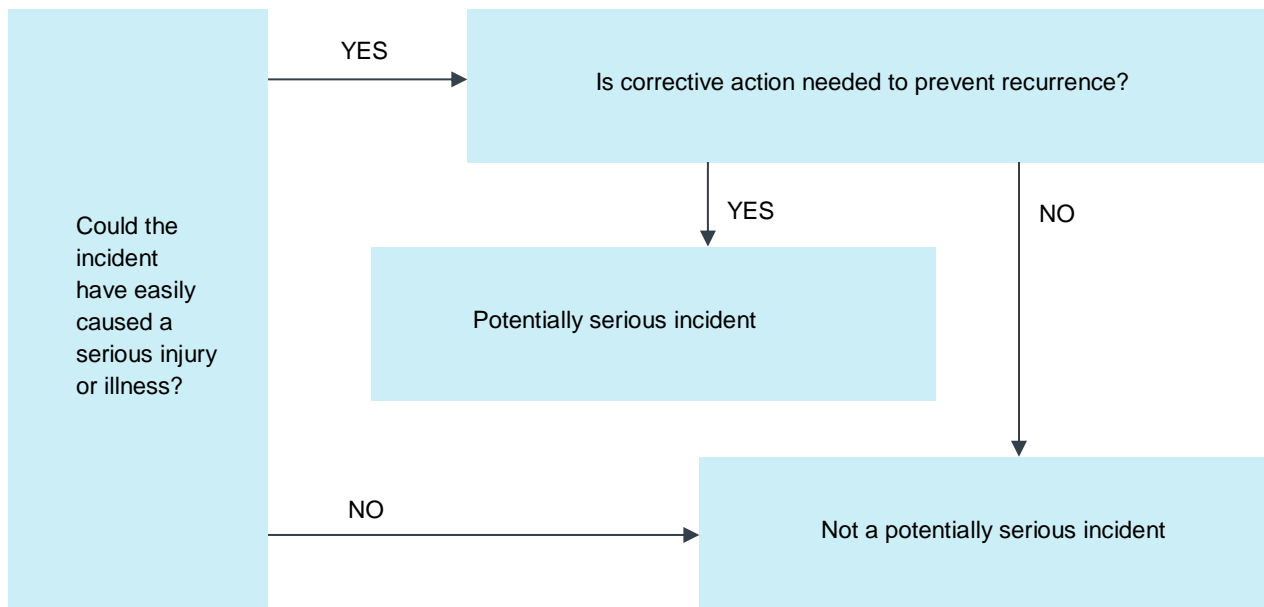 YES
Is corrective action needed to prevent recurrence?
Could the
incident
have easily
caused a
serious injury
or illness?
YES
NO
Potentially serious incident
NO
Not a potentially serious incident